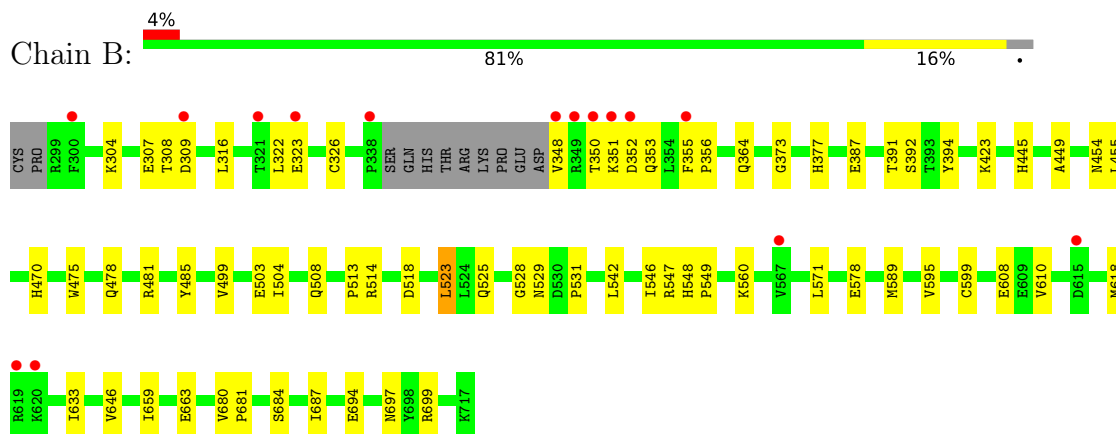 4%
Chain B:
81% 16% •
CYS PRO R299 F300 K304 E307 T308 D309 L316 T321 L322 E323 C326 P338 SER GLN HIS THR ARG LYS PRO GLU ASP V348 R349 T350 K351 D352 Q353 L354 F355 P356 Q364 G373 H377 E387 T391 S392 T393 Y394 K423 H445 A449 N454 L455
H470 W475 Q478 R481 Y485 V499 E503 I504 Q508 P513 R514 D518 L523 L524 Q525 G528 N529 D530 P531 L542 I546 R547 H548 P549 K560 V567 L571 E578 M589 V595 C599 E608 E609 V610 D615 M618
R619 K620 I633 V646 I659 E663 V680 P681 S684 I687 E694 N697 Y698 R699 K717